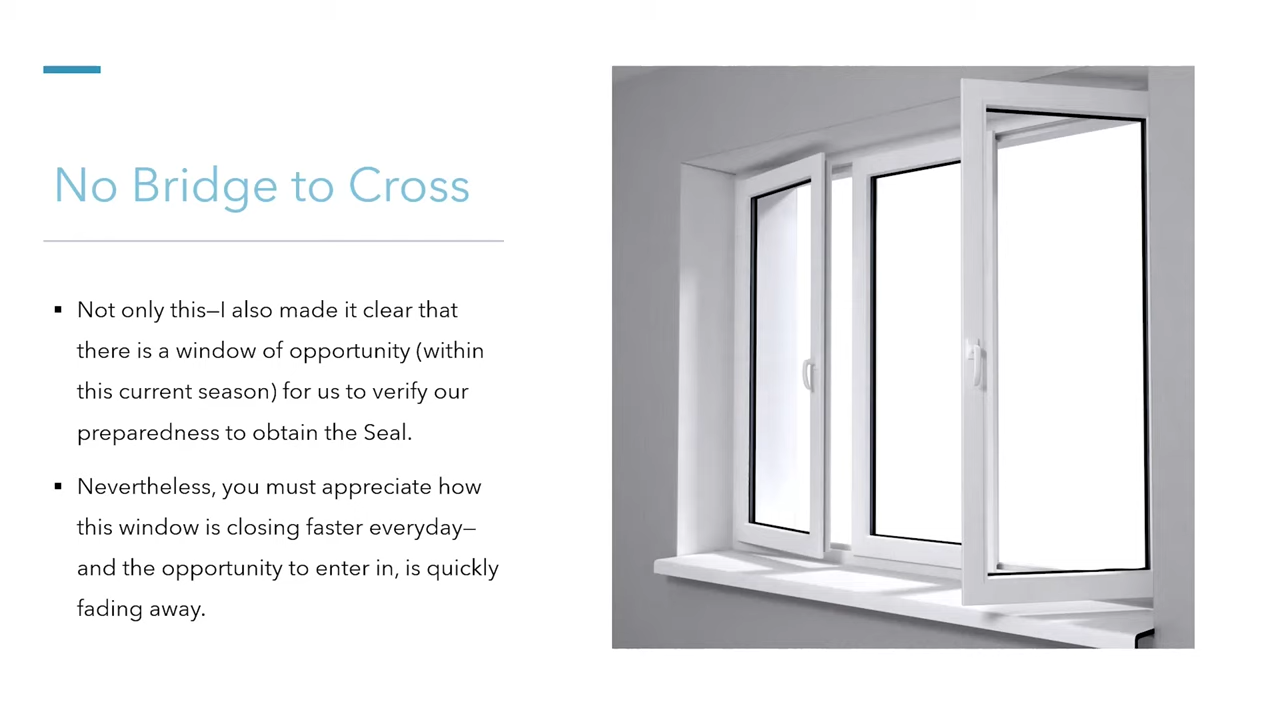 No Bridge to Cross
▪ Not only this—I also made it clear that
there is a window of opportunity (within
this current season) for us to verify our
preparedness to obtain the Seal.
▪ Nevertheless, you must appreciate how
this window is closing faster everyday—
and the opportunity to enter in, is quickly
fading away.